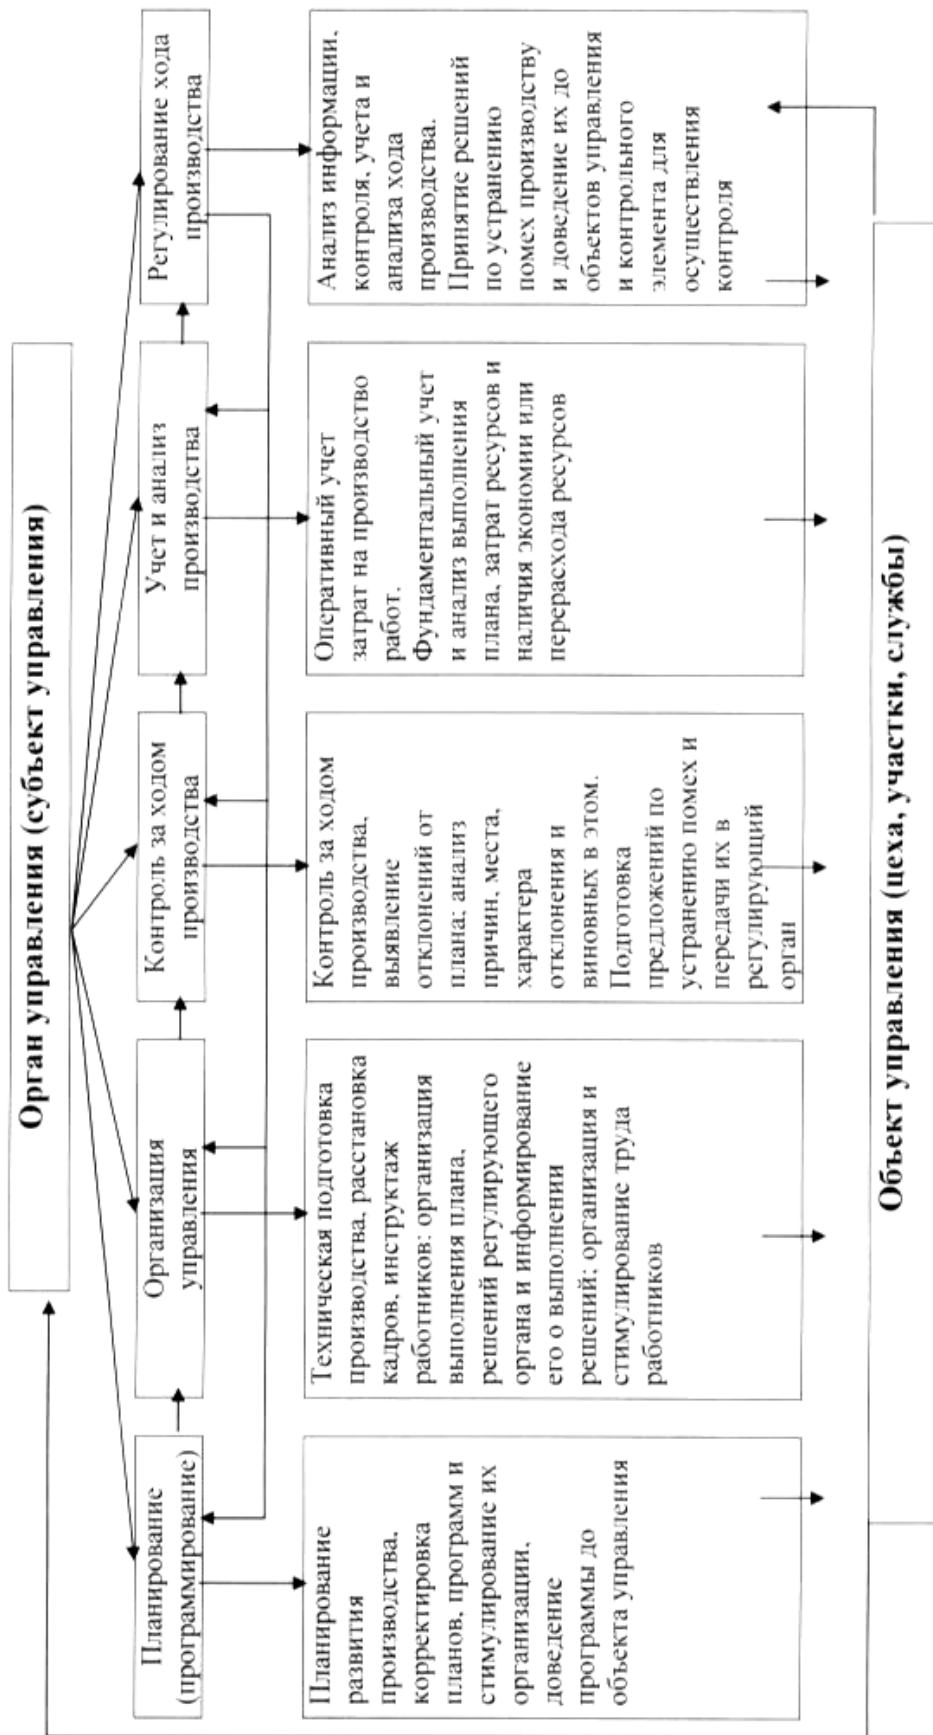 Орган управления (субъект управления)
Планирование
(программирование)
Организация
управления
Контроль за ходом
производства
Учет и анализ
производства
Регулирование хода
производства
Планирование
развития
производства,
корректировка
планов, программ и
стимулирование их
организации,
доведение
программы до
объекта управления
Техническая подготовка
производства, расстановка
кадров, инструктаж
работников: организация
выполнения плана,
решений регулирующего
органа и информирование
его о выполнении
решений: организация и
стимулирование труда
работников
Контроль за ходом
производства,
выявление
отклонений от
плана: анализ
причин, места,
характера
отклонения и
виновных в этом.
Подготовка
предложений по
устранению помех и
передачи их в
регулирующий
орган
Оперативный учет
затрат на производство
работ.
Фундаментальный учет
и анализ выполнения
плана, затрат ресурсов и
наличия экономии или
перерасхода ресурсов
Анализ информации,
контроля, учета и
анализа хода
производства.
Принятие решений
по устранению
помех производству
и доведение их до
объектов управления
и контрольного
элемента для
осуществления
контроля
Объект управления (цеха, участки, службы)